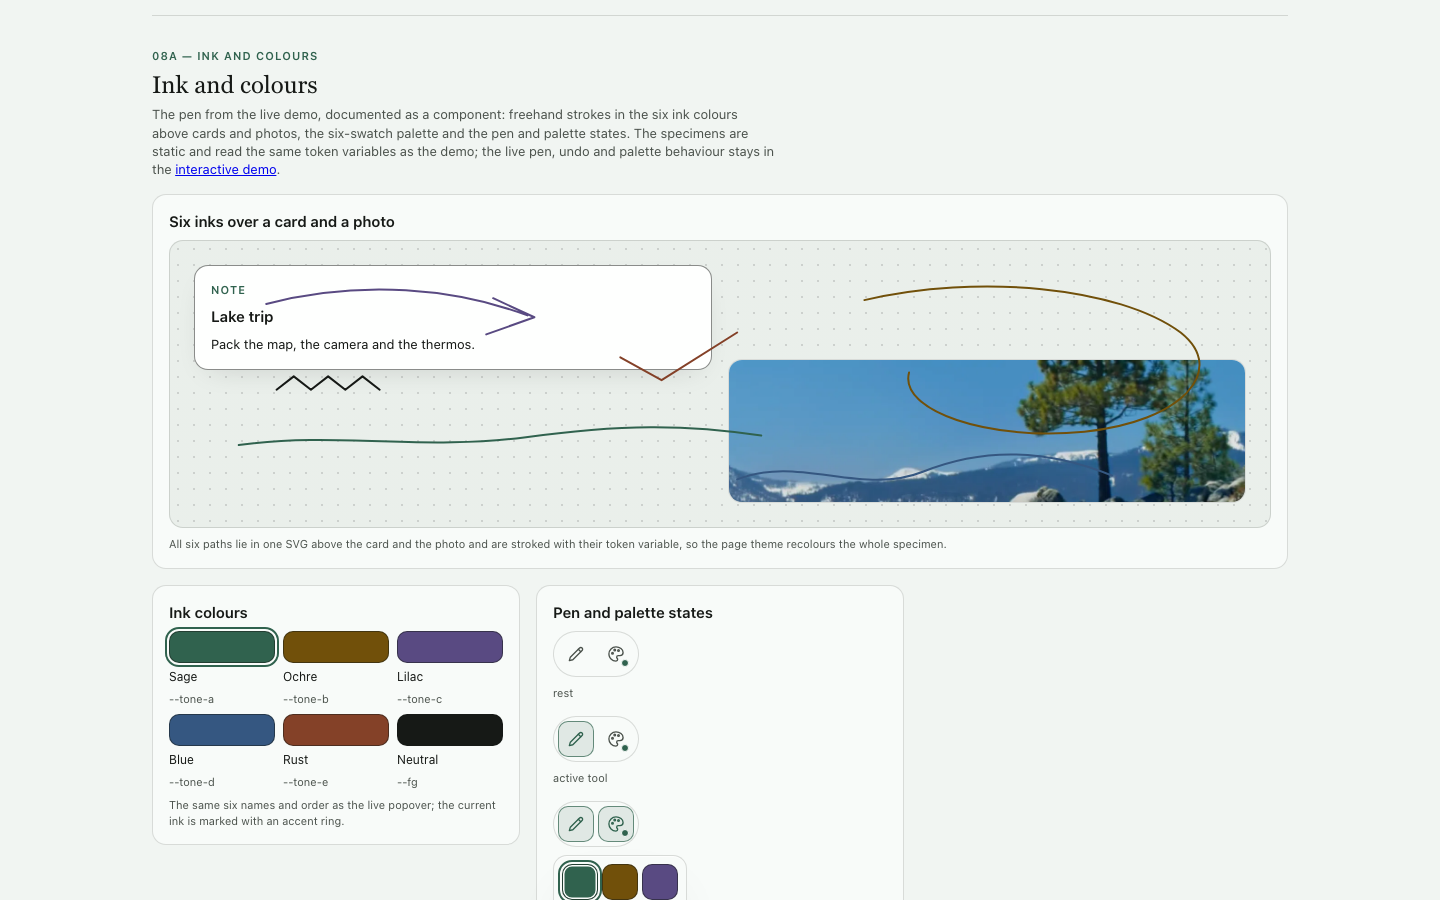 08A — INK AND COLOURS
Ink and colours
The pen from the live demo, documented as a component: freehand strokes in the six ink colours
above cards and photos, the six-swatch palette and the pen and palette states. The specimens are
static and read the same token variables as the demo; the live pen, undo and palette behaviour stays in
the interactive demo.
Six inks over a card and a photo
NOTE
Lake trip
Pack the map, the camera and the thermos.
All six paths lie in one SVG above the card and the photo and are stroked with their token variable, so the page theme recolours the whole specimen.
Ink colours
Sage
Ochre
Lilac
--tone-a
--tone-b
--tone-c
Blue
Rust
Neutral
--tone-d
--tone-e
--fg
The same six names and order as the live popover; the current
ink is marked with an accent ring.
Pen and palette states
rest
active tool